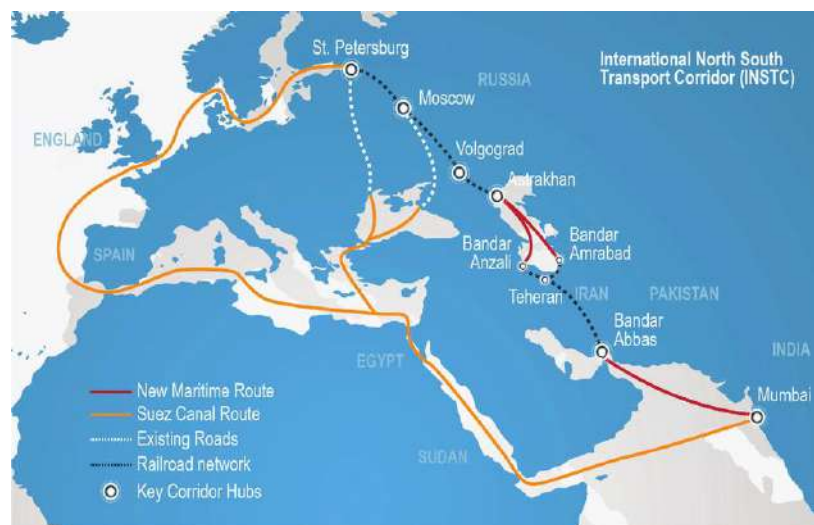 St. Petersburg
International North South
Transport Corridor (INSTC)
RUSSIA
Moscow
ENGLAND
Volgograd
Astrakhan
SPAIN
Bandar
Anzali
Bandar
Amrabad
Teheran
IRAN
PAKISTAN
Bandar
Abbas
EGYPT
INDIA
New Maritime Route
Mumbai
Suez Canal Route
Existing Roads
Railroad network
SUDAN
Key Corridor Hubs